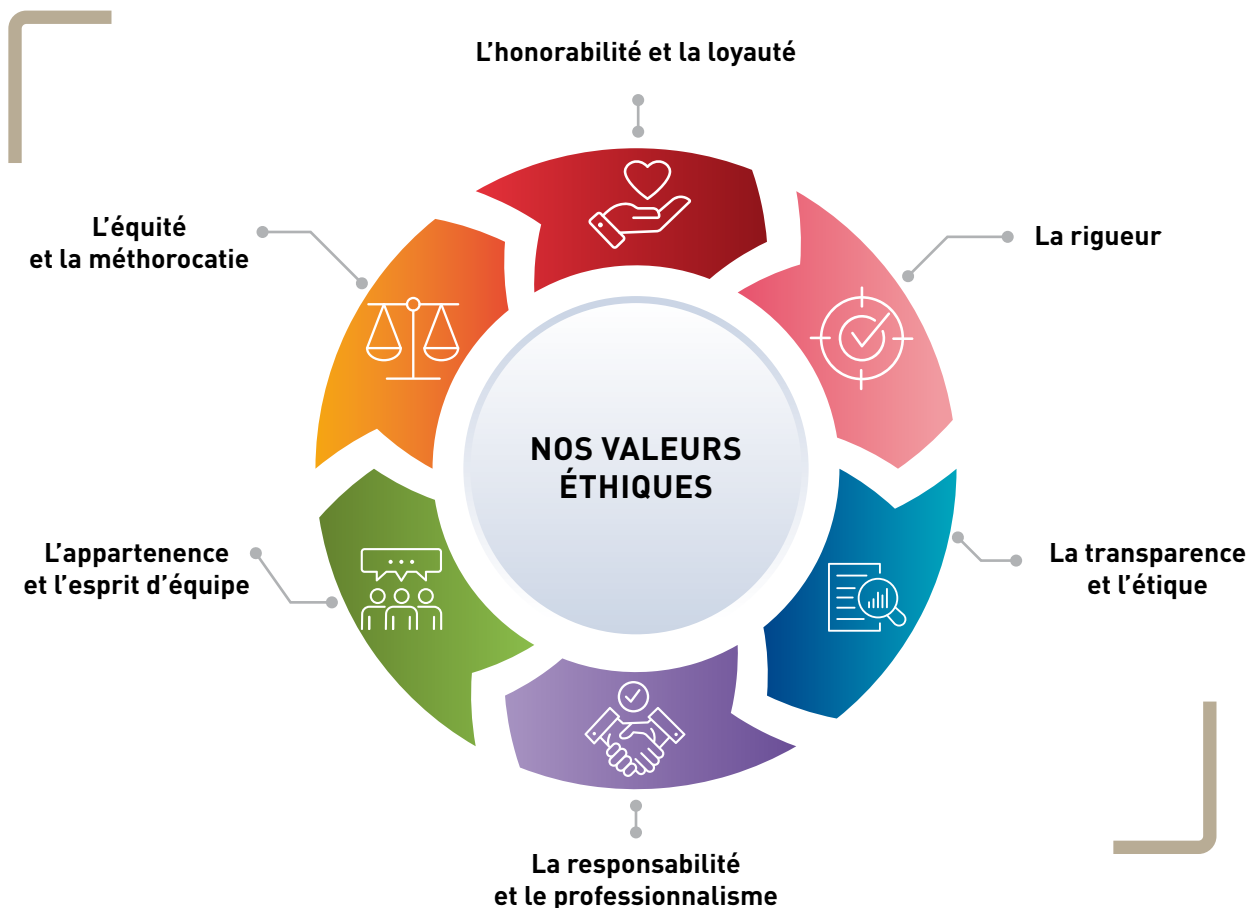 L'honorabilité et la loyauté
L'équité
et la méthorocatie
La rigueur
NOS VALEURS
ÉTHIQUES
L'appartenence
et l'esprit d'équipe
La transparence
et l'étique
La responsabilité
et le professionnalisme